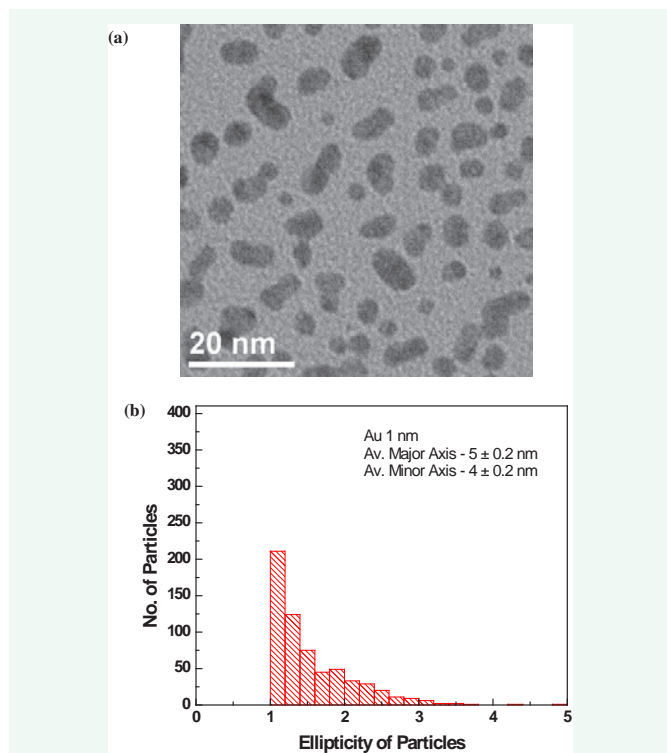 (a)
20 nm
(b)
400
350
300
250
200
150
100
50
0
No. of Particles
Au 1 nm
Av. Major Axis - 5 ± 0.2 nm
Av. Minor Axis - 4 ± 0.2 nm
0 1 2 3 4 5
Ellipticity of Particles